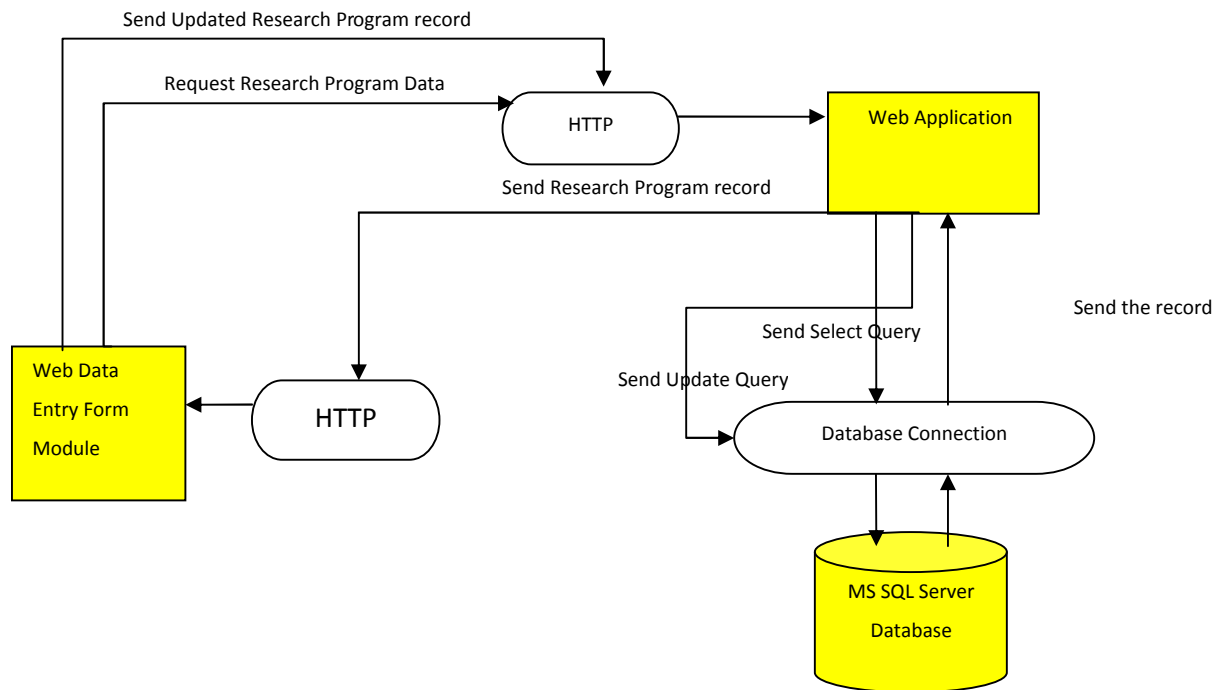 Send Updated Research Program record
Request Research Program Data
HTTP
Web Application
Send Research Program record
Send the record
Send Select Query
Send Update Query
Web Data
Entry Form
Module
HTTP
Database Connection
MS SQL Server
Database